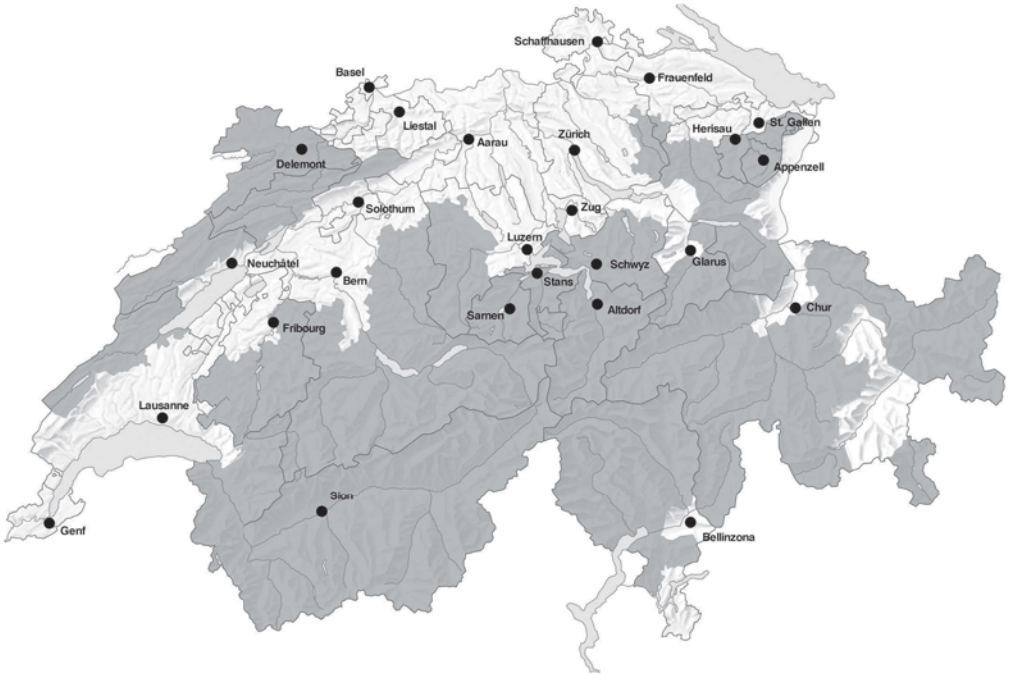 Schaffhausen
Frauenfeld
Basel
Liestal
Aarau
Zürich
Herisau
St. Gallen
Appenzell
Delemont
Solothurn
Zug
Luzern
Neuchâtel
Bern
Stans
Schwyz
Glarus
Sarnen
Altdorf
Chur
Fribourg
Lausanne
Sion
Genf
Bellinzona